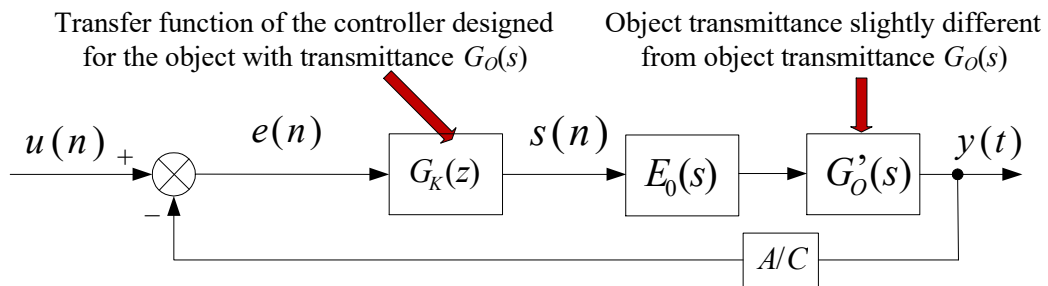 Transfer function of the controller designed
for the object with transmittance G_O(s)
Object transmittance slightly different
from object transmittance G_O(s)
u(n)
+
−
e(n)
G_K(z)
s(n)
E_0(s)
G_O’(s)
y(t)
A/C